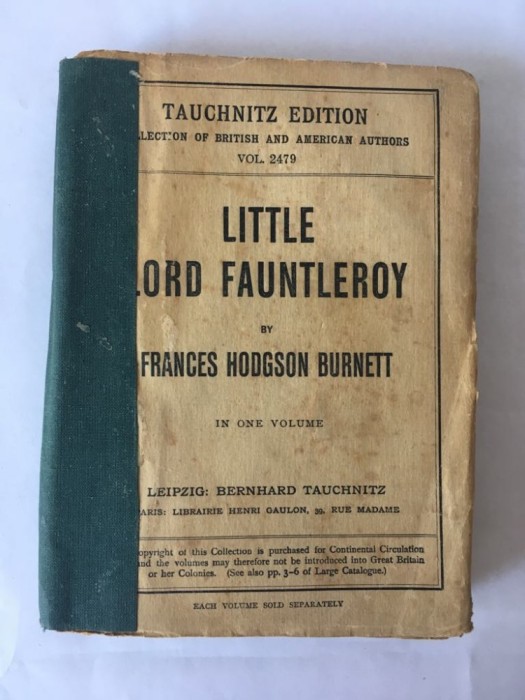 TAUCHNITZ EDITION
LLECTION OF BRITISH AND AMERICAN AUTHORS
VOL. 2479
LITTLE
LORD FAUNTLEROY
BY
FRANCES HODGSON BURNETT
IN ONE VOLUME
LEIPZIG: BERNHARD TAUCHNITZ
PARIS: LIBRAIRIE HENRI GAULON, 39, RUE MADAME
opyright of this Collection is purchased for Continental Circulation
nd the volumes may therefore not be introduced into Great Britain
or her Colonies. (See also pp. 3-6 of Large Catalogue.)
EACH VOLUME SOLD SEPARATELY